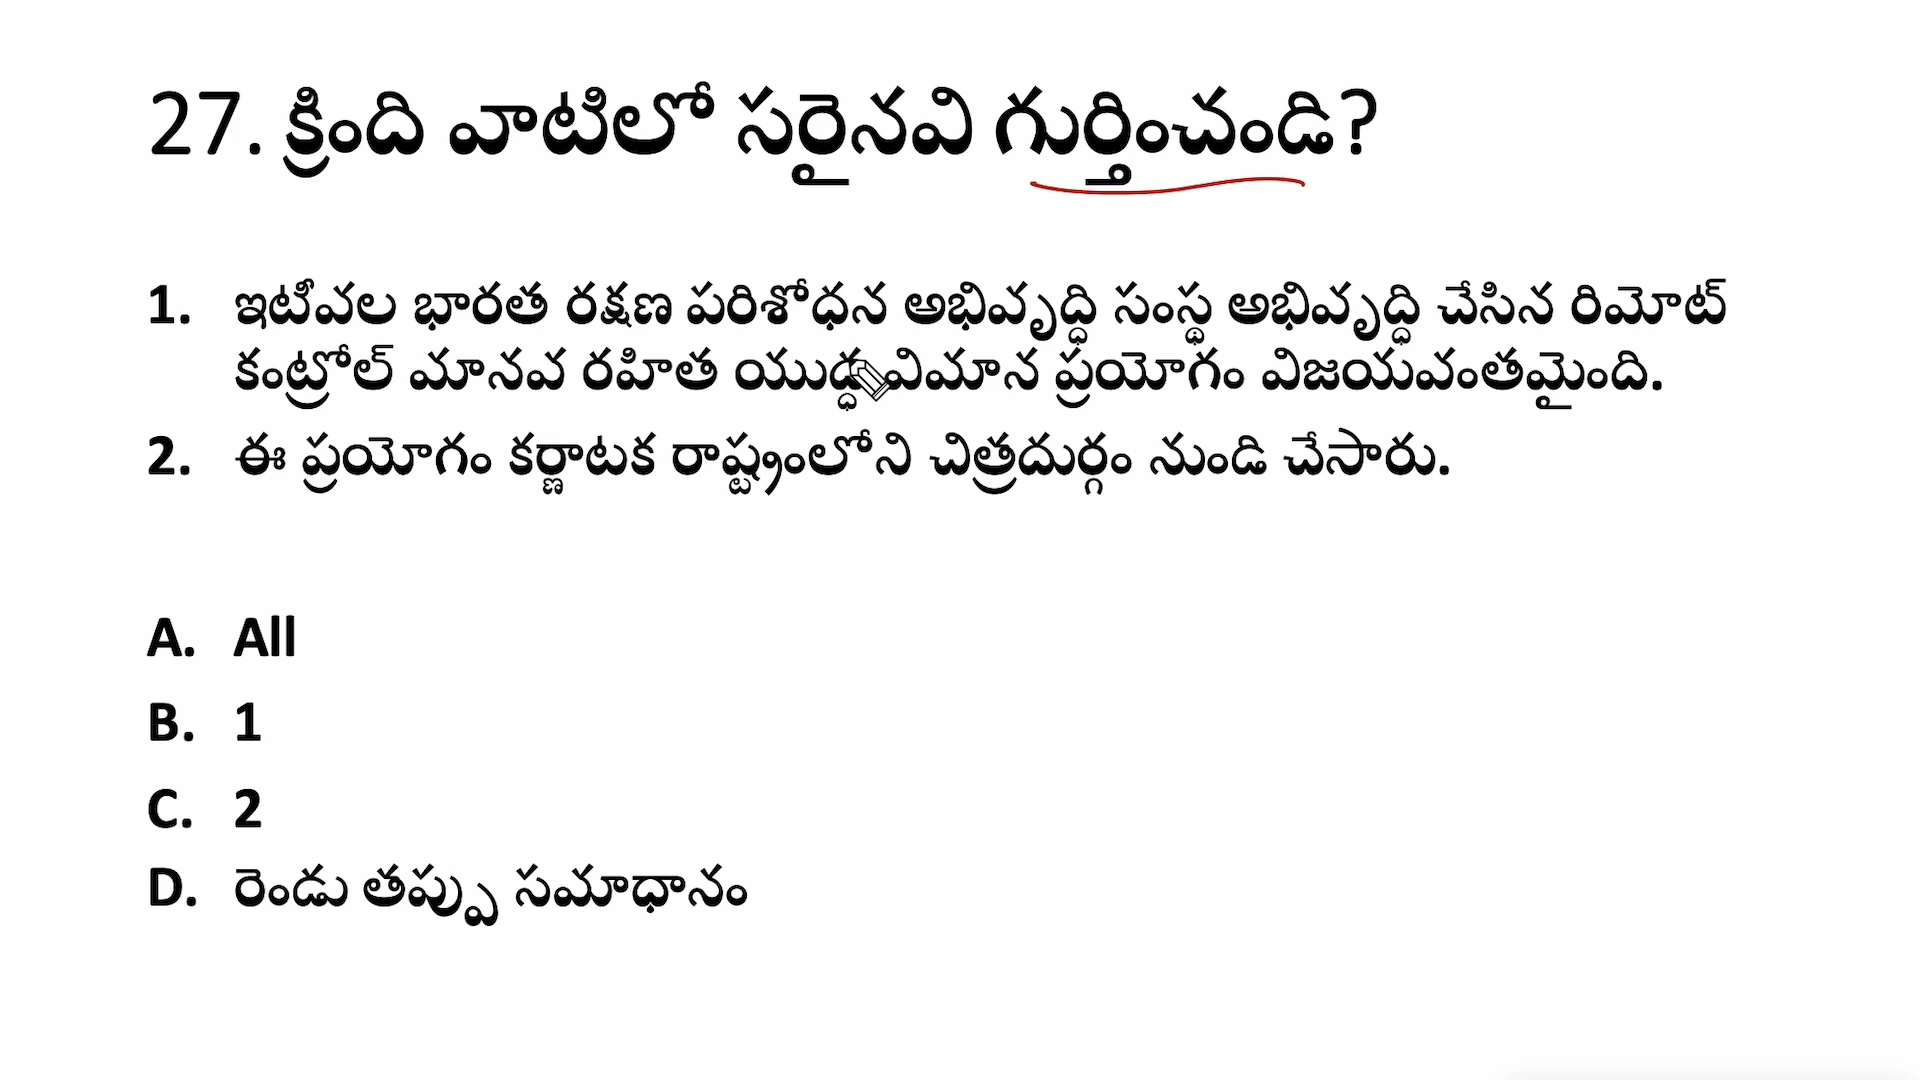 27. క్రింది వాటిలో సరైనవి గుర్తించండి?
1. ఇటీవల భారత రక్షణ పరిశోధన అభివృద్ధి సంస్థ అభివృద్ధి చేసిన రిమోట్
కంట్రోల్ మానవ రహిత యుద్ధవిమాన ప్రయోగం విజయవంతమైంది.
2. ఈ ప్రయోగం కర్ణాటక రాష్ట్రంలోని చిత్రదుర్గం నుండి చేసారు.
A. All
B. 1
C. 2
D. రెండు తప్పు సమాధానం